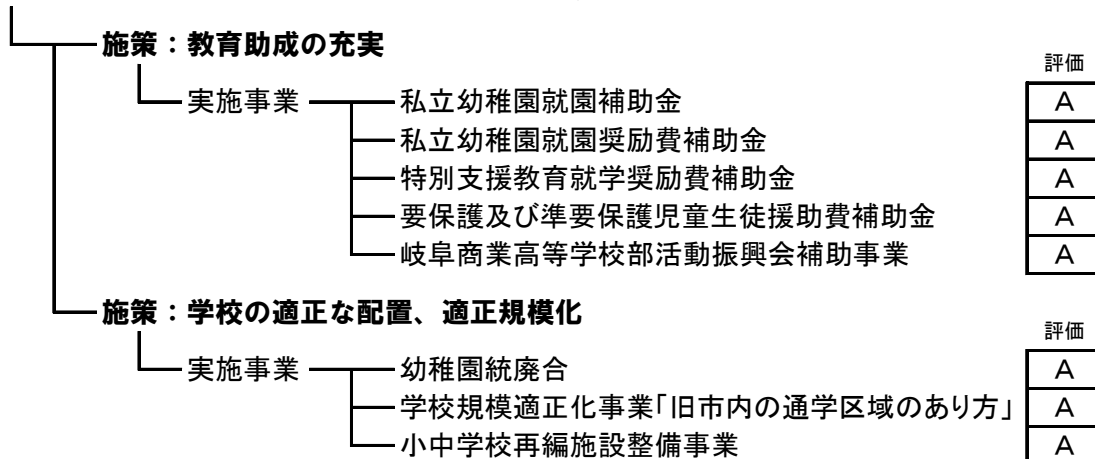 施策：教育助成の充実
評価
実施事業 私立幼稚園就園補助金 A
私立幼稚園就園奨励費補助金 A
特別支援教育就学奨励費補助金 A
要保護及び準要保護児童生徒援助費補助金 A
岐阜商業高等学校部活動振興会補助事業 A
施策：学校の適正な配置、適正規模化
評価
実施事業 幼稚園統廃合 A
学校規模適正化事業「旧市内の通学区域のあり方」 A
小中学校再編施設整備事業 A